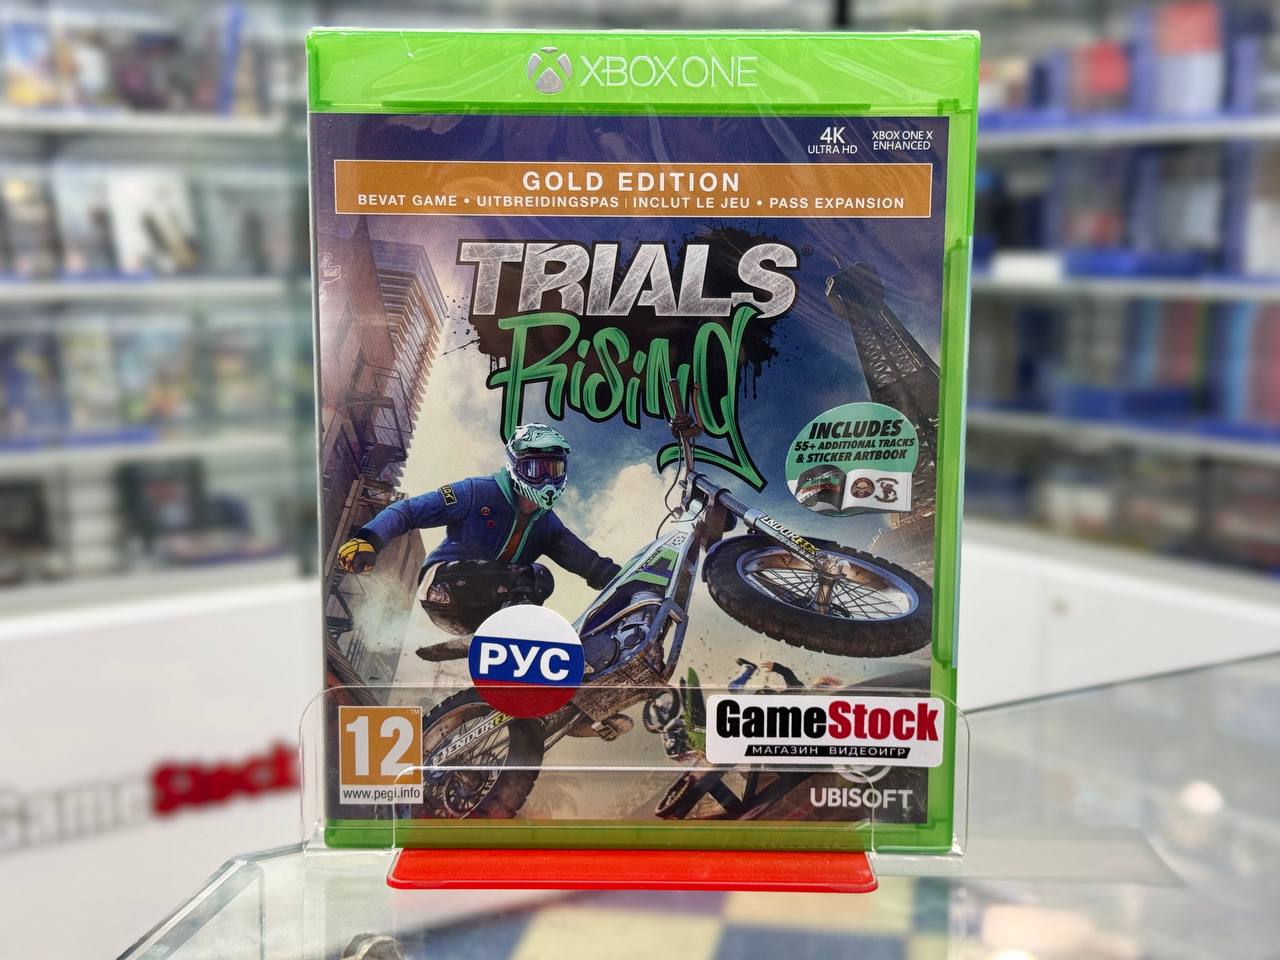 XBOX ONE
4K
ULTRA HD
XBOX ONE X
ENHANCED
GOLD EDITION
BEVAT GAME • UITBREIDINGSPAS | INCLUT LE JEU • PASS EXPANSION
TRIALS®
Rising
INCLUDES
55+ ADDITIONAL TRACKS
& STICKER ARTBOOK
РУС
12
www.pegi.info
GameStock
МАГАЗИН ВИДЕОИГР
UBISOFT
GameStock